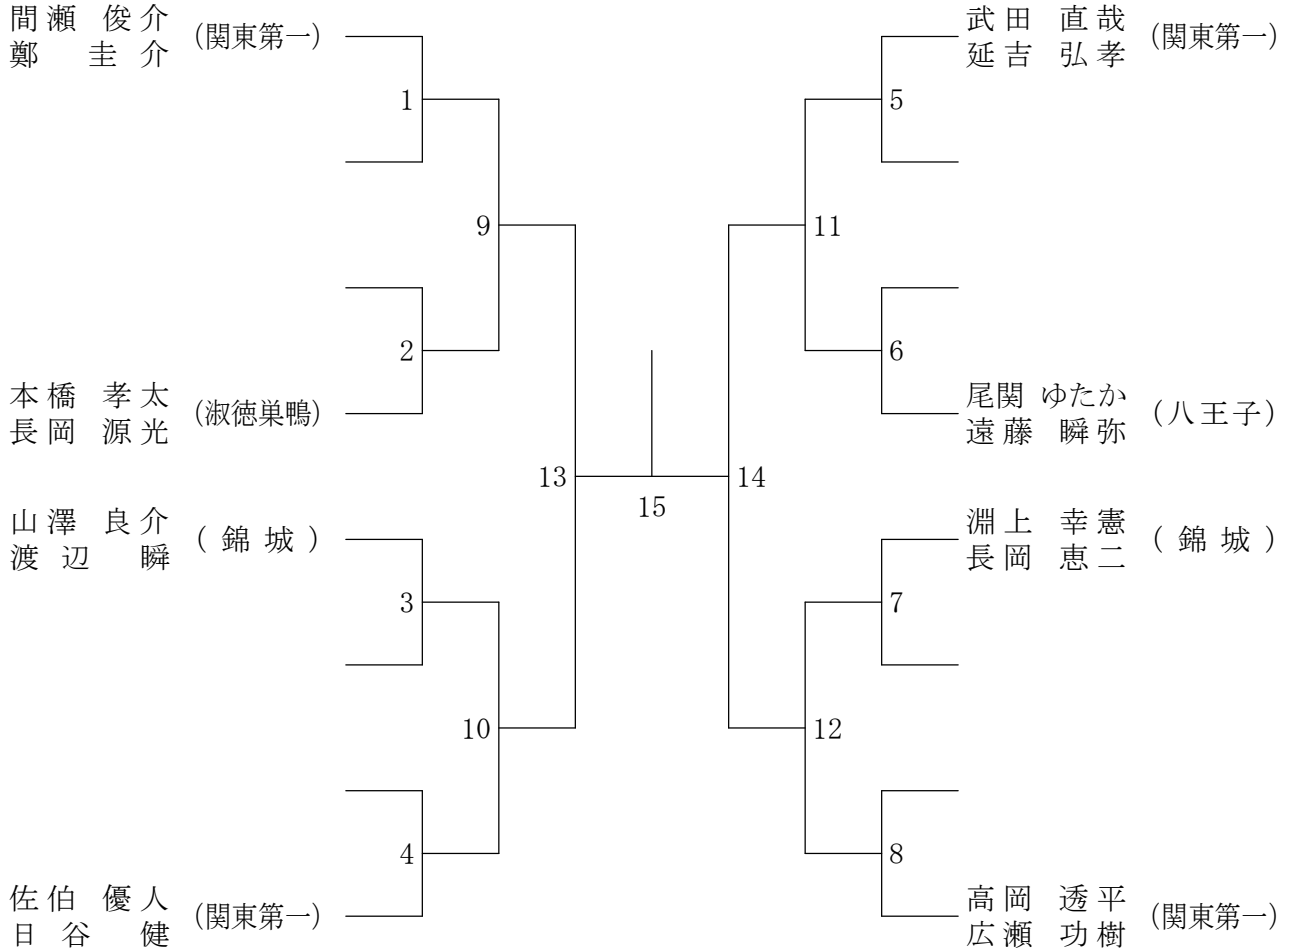 間瀬 俊介
鄭 圭介
(関東第一)
1
9
2
本橋 孝太
長岡 源光
(淑徳巣鴨)
13
山澤 良介
渡辺 瞬
(錦城)
3
10
4
佐伯 優人
日谷 健
(関東第一)
15
武田 直哉
延吉 弘孝
(関東第一)
5
11
6
尾関 ゆたか
遠藤 瞬弥
(八王子)
14
淵上 幸憲
長岡 恵二
(錦城)
7
12
8
高岡 透平
広瀬 功樹
(関東第一)